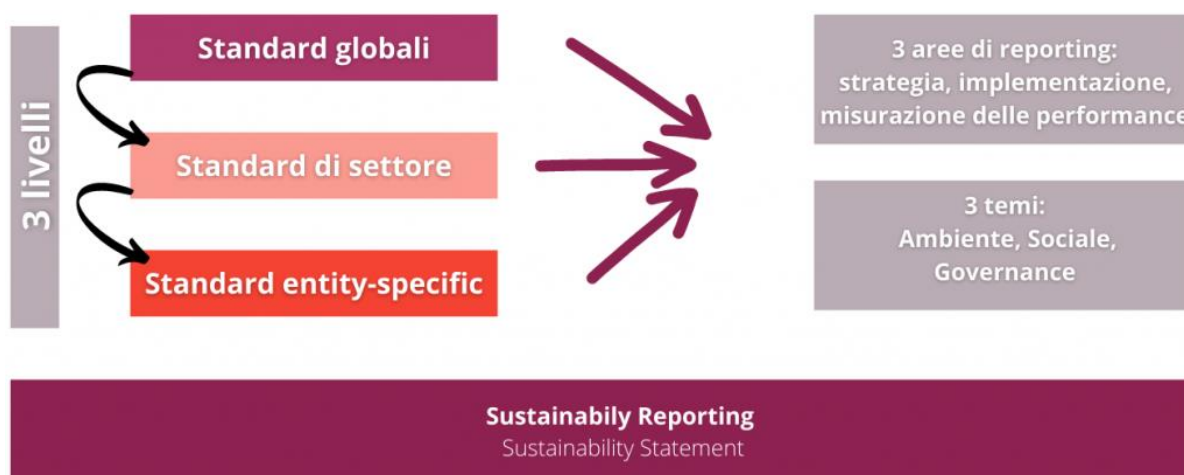 3 livelli
Standard globali
Standard di settore
Standard entity-specific
3 aree di reporting:
strategia, implementazione,
misurazione delle performance
3 temi:
Ambiente, Sociale,
Governance
Sustainabily Reporting
Sustainability Statement